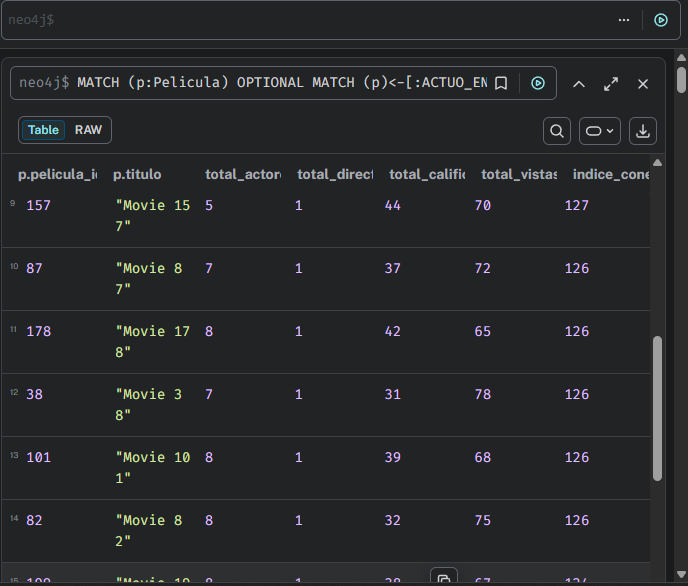 neo4j$
neo4j$ MATCH (p:Pelicula) OPTIONAL MATCH (p)<-[:ACTUO_EN
Table RAW
p.pelicula_i p.titulo total_actor total_direct total_calific total_vistas indice_cone
9 157 "Movie 15 5 1 44 70 127
7"
10 87 "Movie 8 7 1 37 72 126
7"
11 178 "Movie 17 8 1 42 65 126
8"
12 38 "Movie 3 7 1 31 78 126
8"
13 101 "Movie 10 8 1 39 68 126
1"
14 82 "Movie 8 8 1 32 75 126
2"